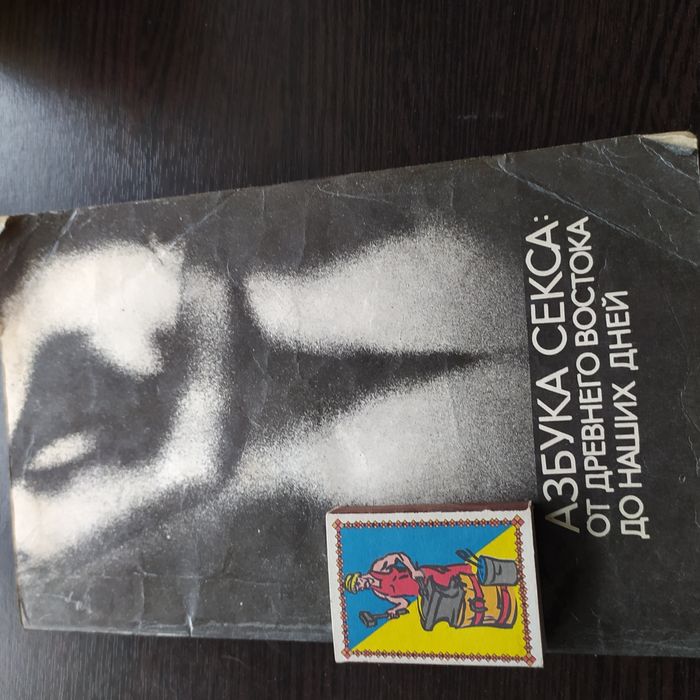 АЗБУКА СЕКСА:
ОТ ДРЕВНЕГО ВОСТОКА
ДО НАШИХ ДНЕЙ